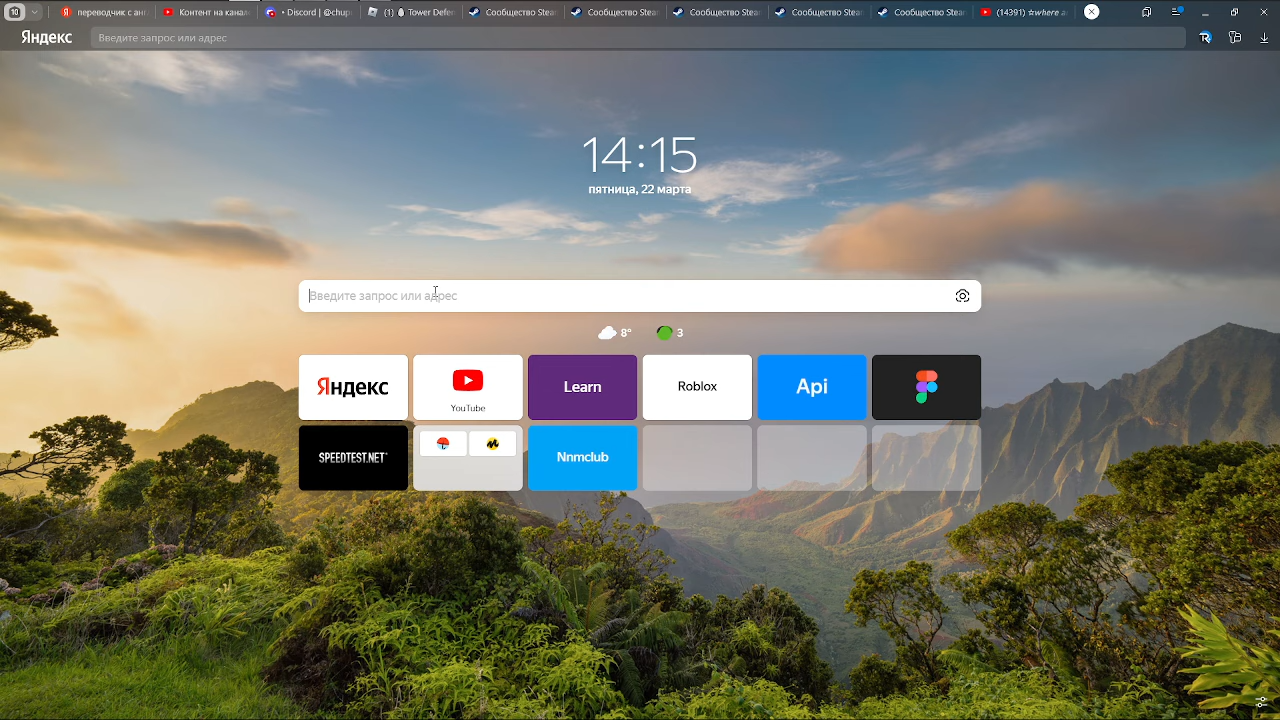 10
переводчик с анг
Контент на канал
• Discord | @chup
(1) Tower Defen
Сообщество Stea
Сообщество Stea
Сообщество Stea
Сообщество Stea
Сообщество Stea
(14391) ☆where a
Яндекс
Введите запрос или адрес
14:15
пятница, 22 марта
Введите запрос или адрес
8° 3
Яндекс
YouTube
Learn
Roblox
Api
SPEEDTEST.NET
Nnmclub